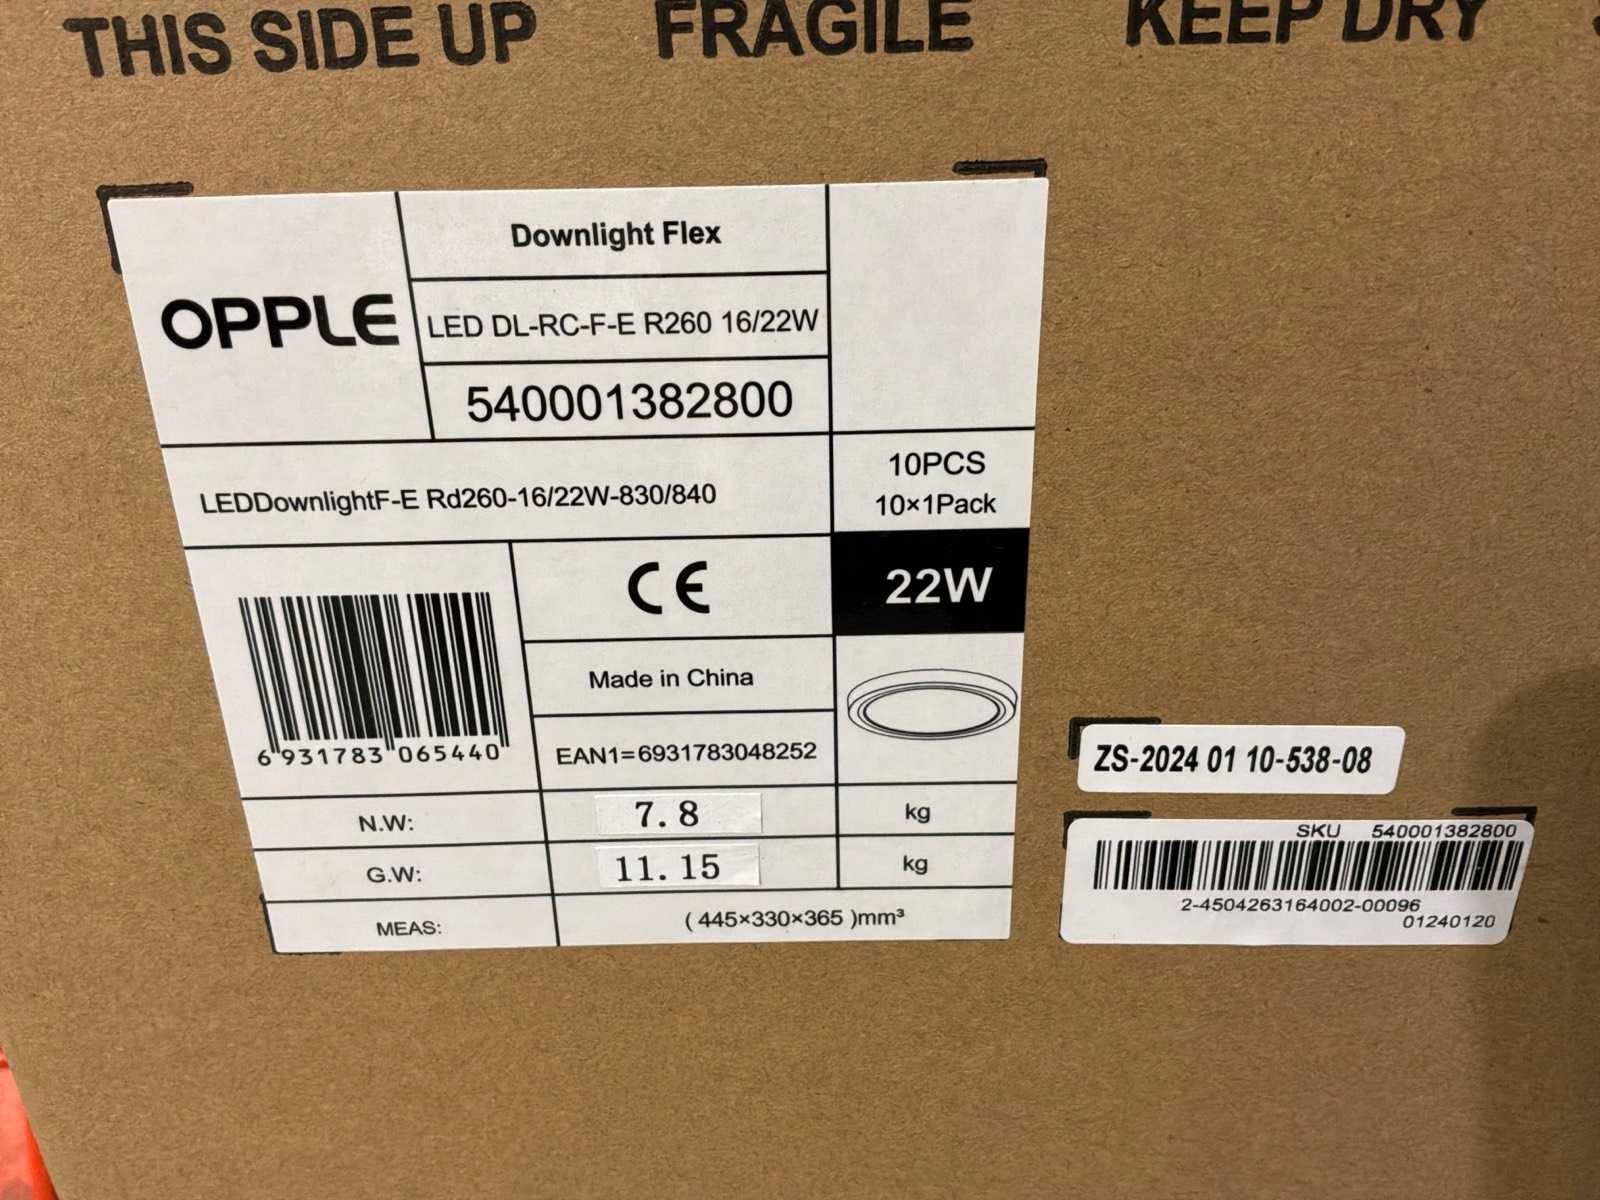 THIS SIDE UP FRAGILE KEEP DRY
OPPLE
Downlight Flex
LED DL-RC-F-E R260 16/22W
540001382800
LEDDownlightF-E Rd260-16/22W-830/840
10PCS
10×1Pack
22W
CE
Made in China
EAN1=6931783048252
6 931783 065440
N.W: 7.8 kg
G.W: 11.15 kg
MEAS: ( 445×330×365 )mm³
ZS-2024 01 10-538-08
SKU 540001382800
2-4504263164002-00096
01240120